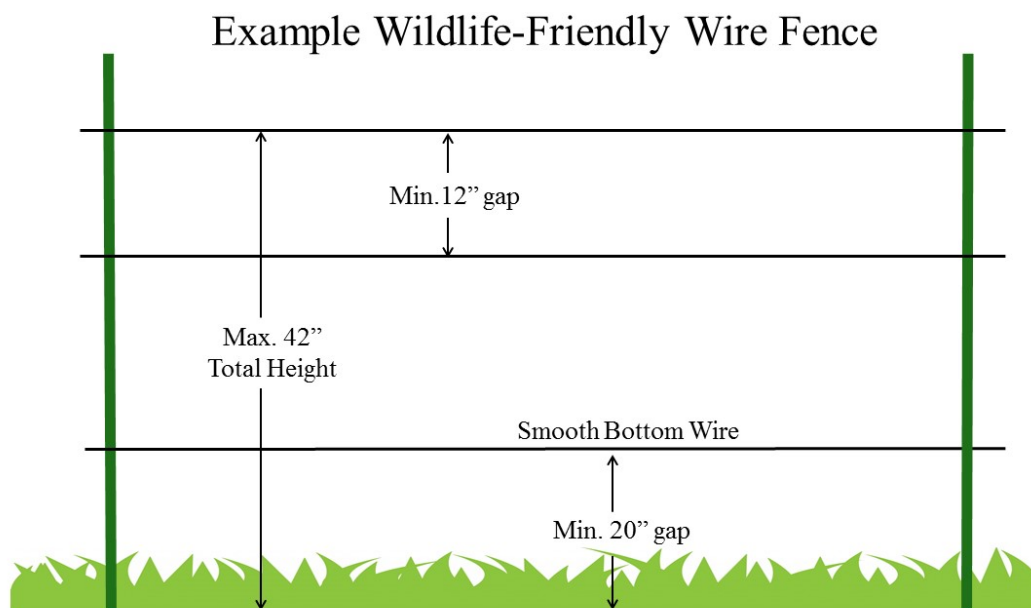 Example Wildlife-Friendly Wire Fence
Min.12” gap
Max. 42”
Total Height
Smooth Bottom Wire
Min. 20” gap